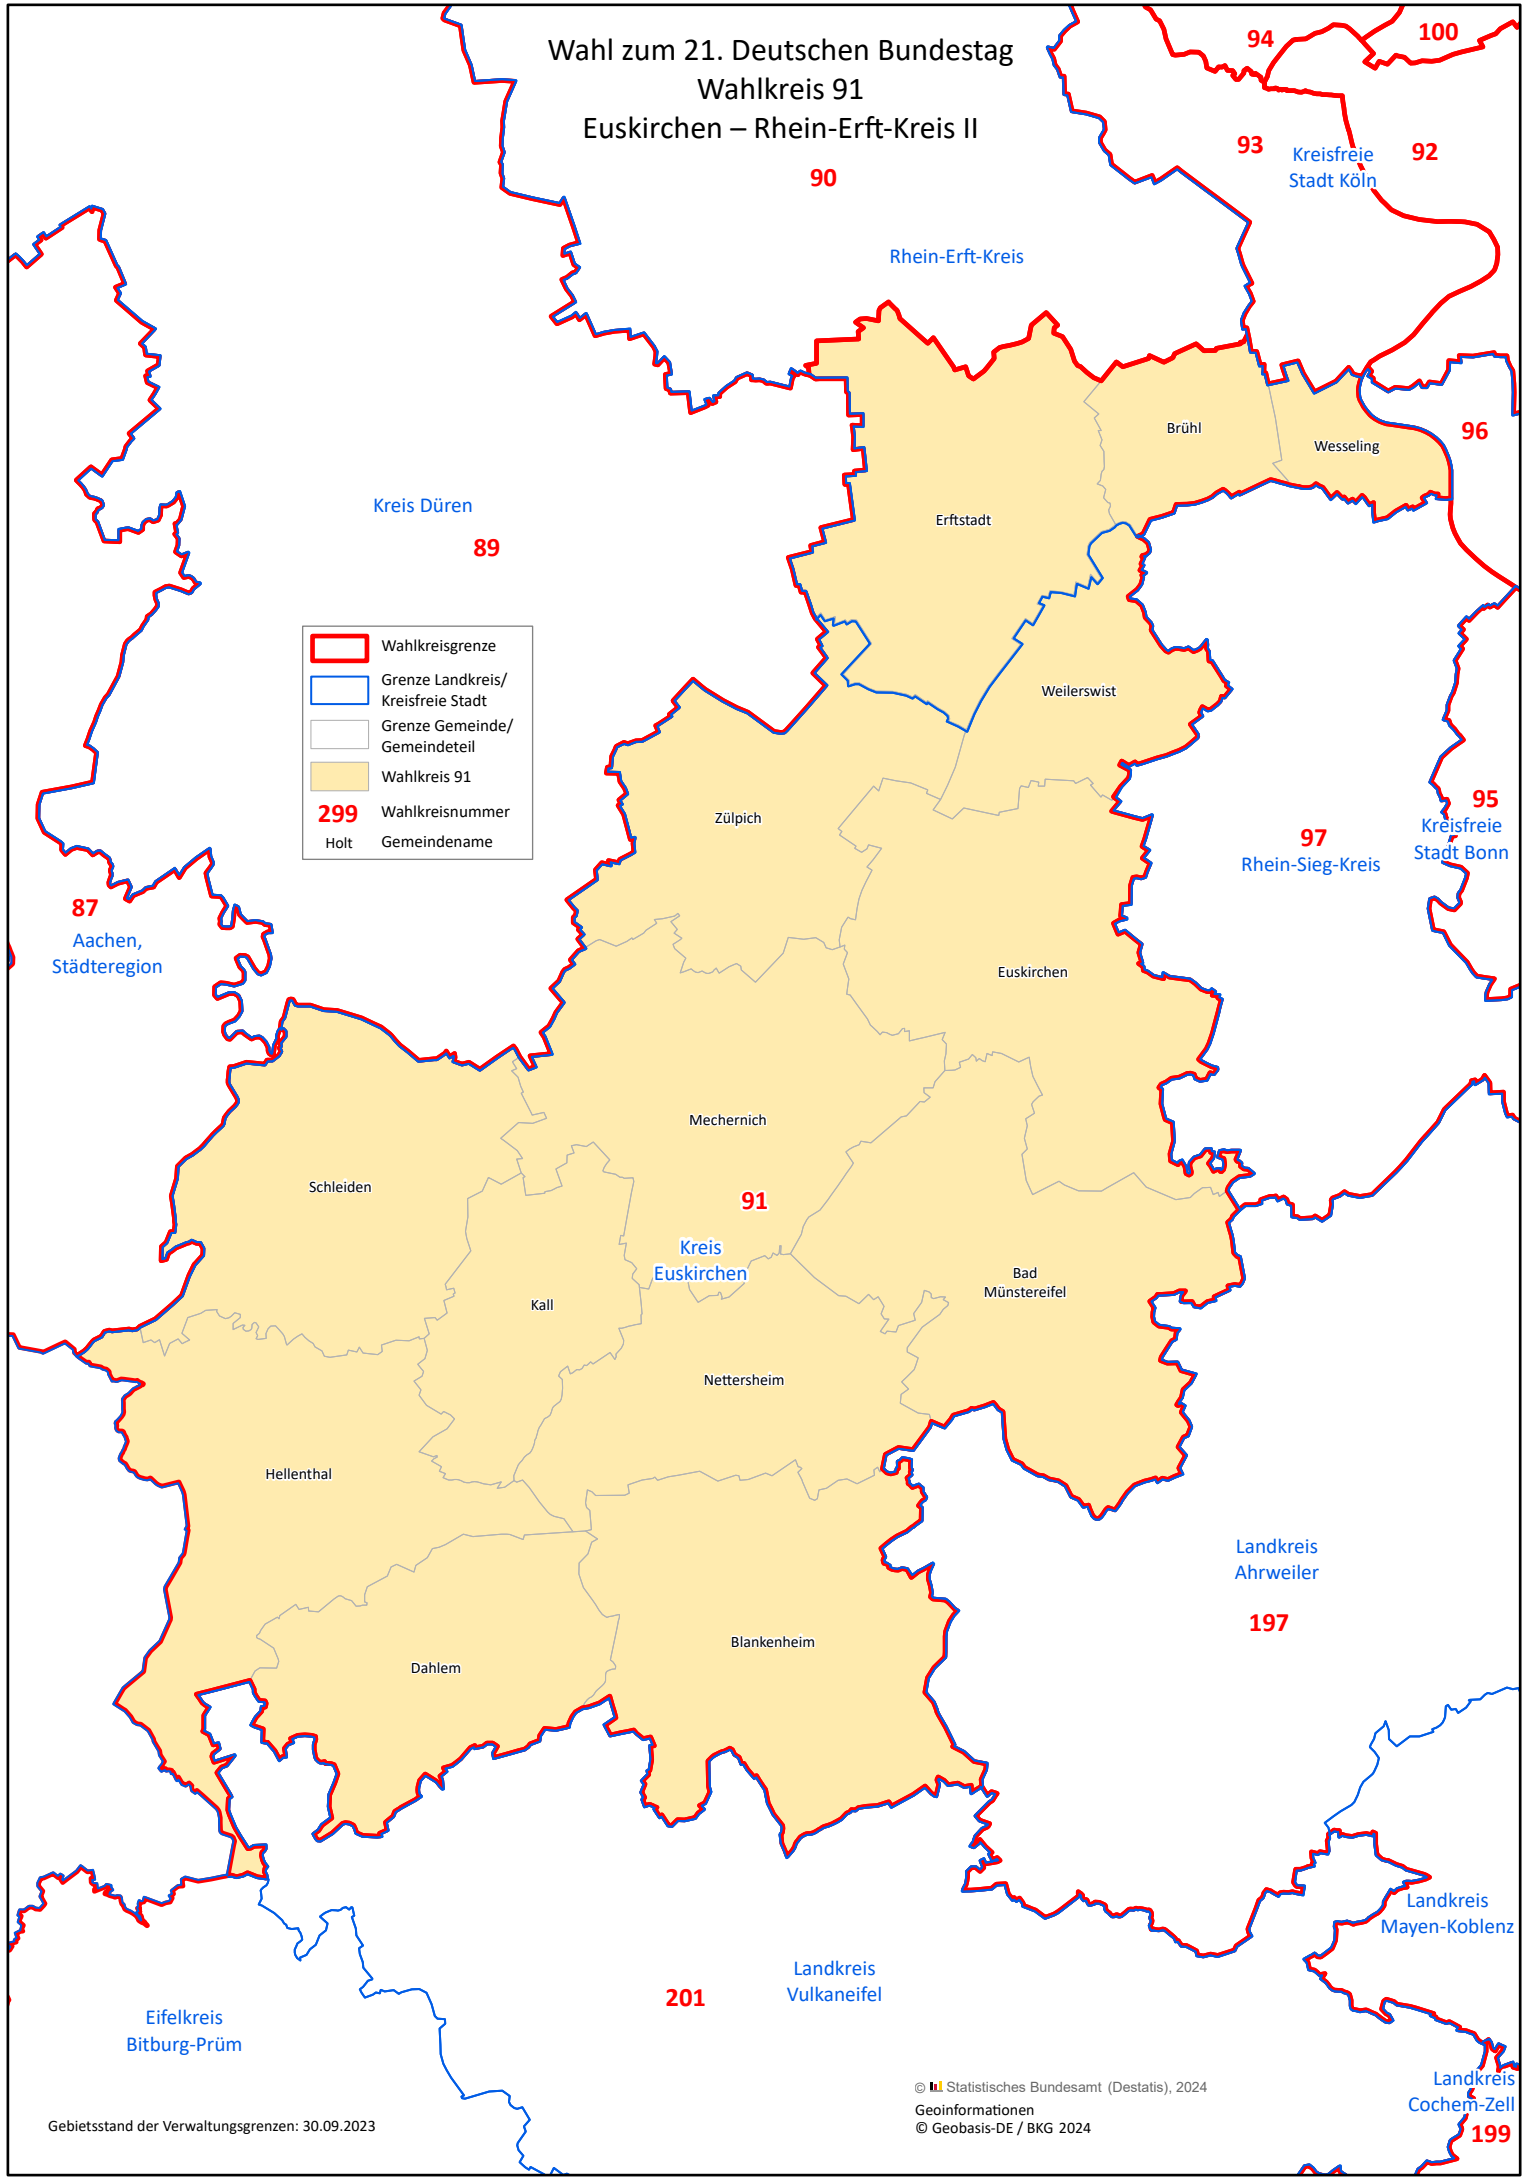 Wahl zum 21. Deutschen Bundestag
Wahlkreis 91
Euskirchen – Rhein-Erft-Kreis II
94
100
93
92
Kreisfreie
Stadt Köln
90
Rhein-Erft-Kreis
96
Brühl
Wesseling
Erftstadt
Kreis Düren
89
Wahlkreisgrenze
Grenze Landkreis/
Kreisfreie Stadt
Grenze Gemeinde/
Gemeindeteil
Wahlkreis 91
299 Wahlkreisnummer
Holt Gemeindename
Weilerswist
Zülpich
95
Kreisfreie
Stadt Bonn
97
Rhein-Sieg-Kreis
87
Aachen,
Städteregion
Euskirchen
Mechernich
Schleiden
91
Kreis
Euskirchen
Bad
Münstereifel
Kall
Nettersheim
Hellenthal
Landkreis
Ahrweiler
197
Blankenheim
Dahlem
Landkreis
Mayen-Koblenz
Landkreis
Vulkaneifel
201
Eifelkreis
Bitburg-Prüm
Landkreis
Cochem-Zell
199
© Statistisches Bundesamt (Destatis), 2024
Geoinformationen
© Geobasis-DE / BKG 2024
Gebietsstand der Verwaltungsgrenzen: 30.09.2023